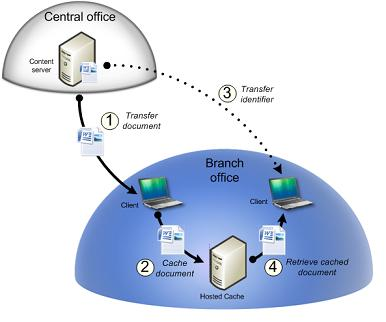 Central office
Content
server
1
Transfer
document
3
Transfer
identifier
Branch
office
Client
Client
2
Cache
document
4
Retrieve cached
document
Hosted Cache